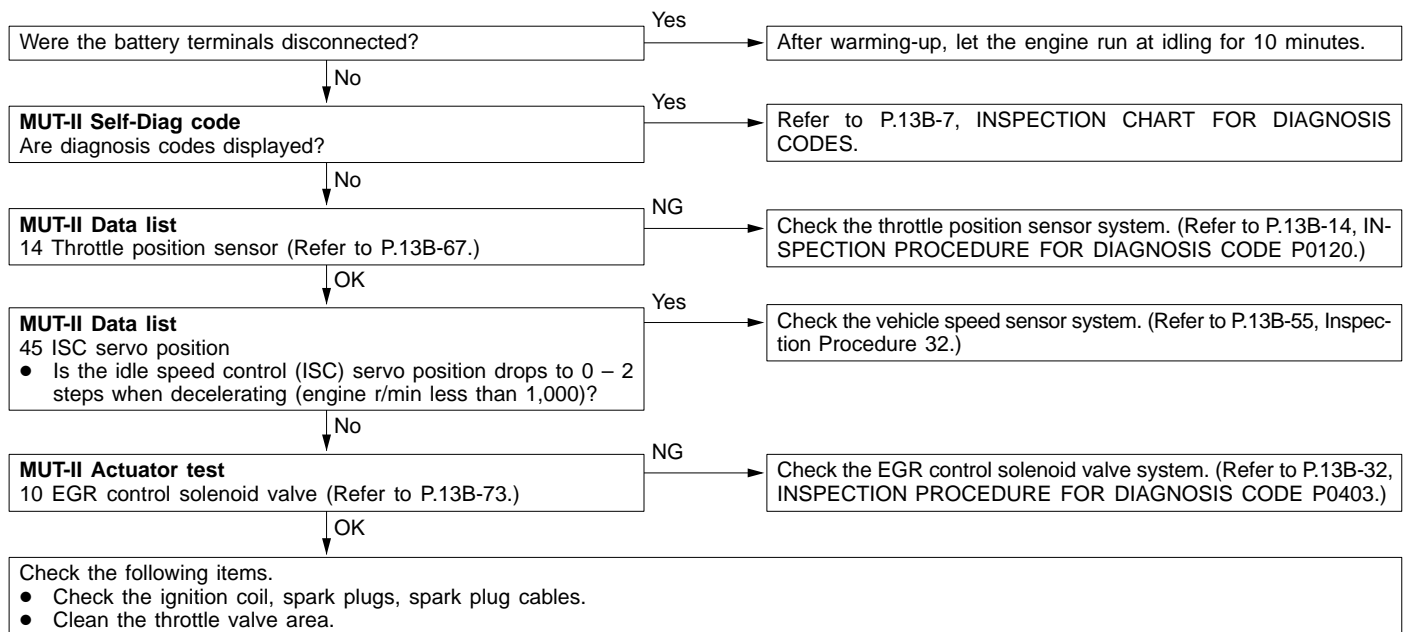 Yes
Were the battery terminals disconnected?
After warming-up, let the engine run at idling for 10 minutes.
No
Yes
MUT-II Self-Diag code
Are diagnosis codes displayed?
Refer to P.13B-7, INSPECTION CHART FOR DIAGNOSIS
CODES.
No
NG
MUT-II Data list
14 Throttle position sensor (Refer to P.13B-67.)
Check the throttle position sensor system. (Refer to P.13B-14, IN-
SPECTION PROCEDURE FOR DIAGNOSIS CODE P0120.)
OK
Yes
MUT-II Data list
45 ISC servo position
● Is the idle speed control (ISC) servo position drops to 0 – 2
steps when decelerating (engine r/min less than 1,000)?
Check the vehicle speed sensor system. (Refer to P.13B-55, Inspec-
tion Procedure 32.)
No
NG
MUT-II Actuator test
10 EGR control solenoid valve (Refer to P.13B-73.)
Check the EGR control solenoid valve system. (Refer to P.13B-32,
INSPECTION PROCEDURE FOR DIAGNOSIS CODE P0403.)
OK
Check the following items.
● Check the ignition coil, spark plugs, spark plug cables.
● Clean the throttle valve area.